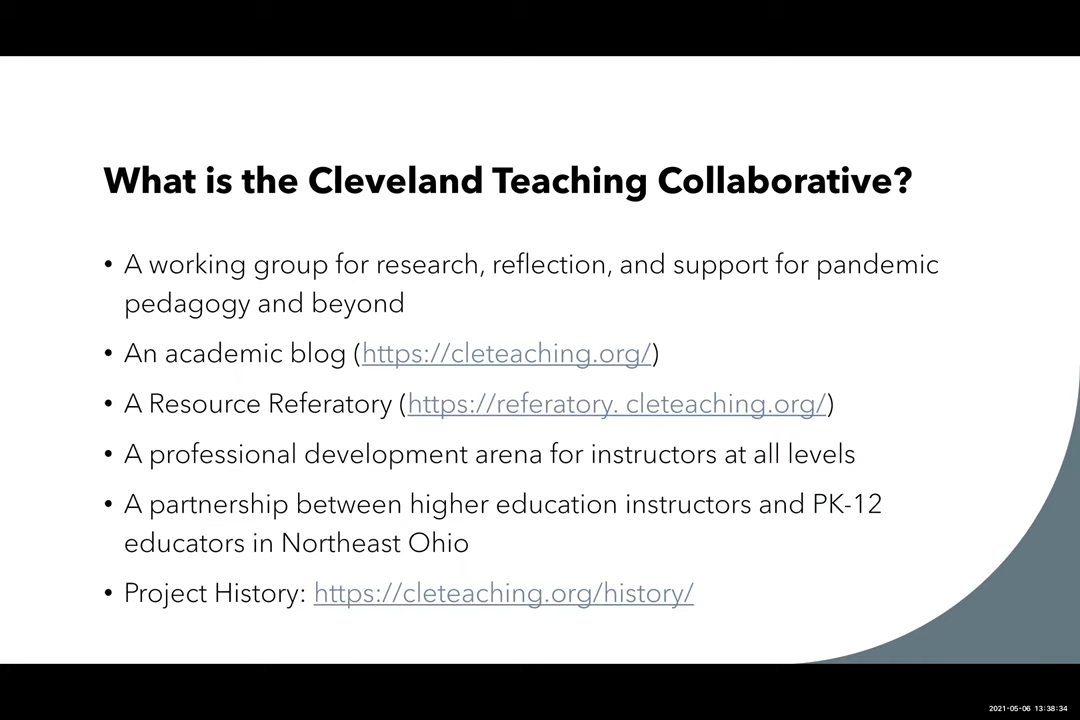 What is the Cleveland Teaching Collaborative?
• A working group for research, reflection, and support for pandemic
pedagogy and beyond
• An academic blog (https://cleteaching.org/)
• A Resource Referatory (https://referatory. cleteaching.org/)
• A professional development arena for instructors at all levels
• A partnership between higher education instructors and PK-12
educators in Northeast Ohio
• Project History: https://cleteaching.org/history/
2021-05-06 13:38:34